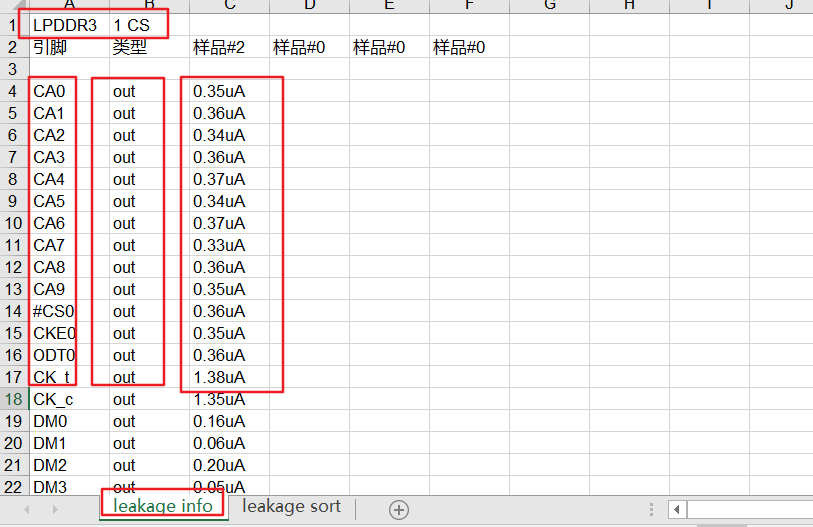 A B C D E F G H I J
1 LPDDR3 1 CS
2 引脚 类型 样品#2 样品#0 样品#0 样品#0
3
4 CA0 out 0.35uA
5 CA1 out 0.36uA
6 CA2 out 0.34uA
7 CA3 out 0.36uA
8 CA4 out 0.37uA
9 CA5 out 0.34uA
10 CA6 out 0.37uA
11 CA7 out 0.33uA
12 CA8 out 0.36uA
13 CA9 out 0.35uA
14 #CS0 out 0.36uA
15 CKE0 out 0.35uA
16 ODT0 out 0.36uA
17 CK_t out 1.38uA
18 CK_c out 1.35uA
19 DM0 out 0.16uA
20 DM1 out 0.06uA
21 DM2 out 0.20uA
22 DM3 out 0.05uA
leakage info leakage sort